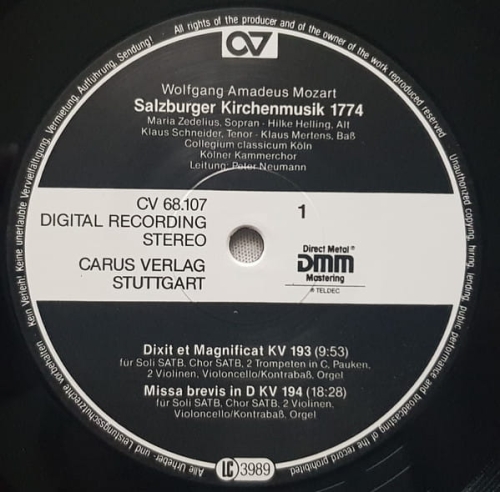 All rights of the producer and of the owner of the work reproduced reserved. Unauthorized copying, hiring, lending, public performance and broadcasting of the record prohibited
CV
Wolfgang Amadeus Mozart
Salzburger Kirchenmusik 1774
Maria Zedelius, Sopran - Hilke Helling, Alt
Klaus Schneider, Tenor - Klaus Mertens, Baß
Collegium classicum Köln
Kölner Kammerchor
Leitung: Peter Neumann
CV 68.107
DIGITAL RECORDING
STEREO
CARUS VERLAG
STUTTGART
1
Direct Metal®
DMM
Mastering
® TELDEC
Dixit et Magnificat KV 193 (9:53)
für Soli SATB, Chor SATB, 2 Trompeten in C, Pauken,
2 Violinen, Violoncello/Kontrabaß, Orgel
Missa brevis in D KV 194 (18:28)
für Soli SATB, Chor SATB, 2 Violinen,
Violoncello/Kontrabaß, Orgel
LC 3989
Alle Urheber- und Leistungsschutzrechte vorbehalten. Kein Verleih! Keine unerlaubte Vervielfältigung, Vermietung, Aufführung, Sendung!